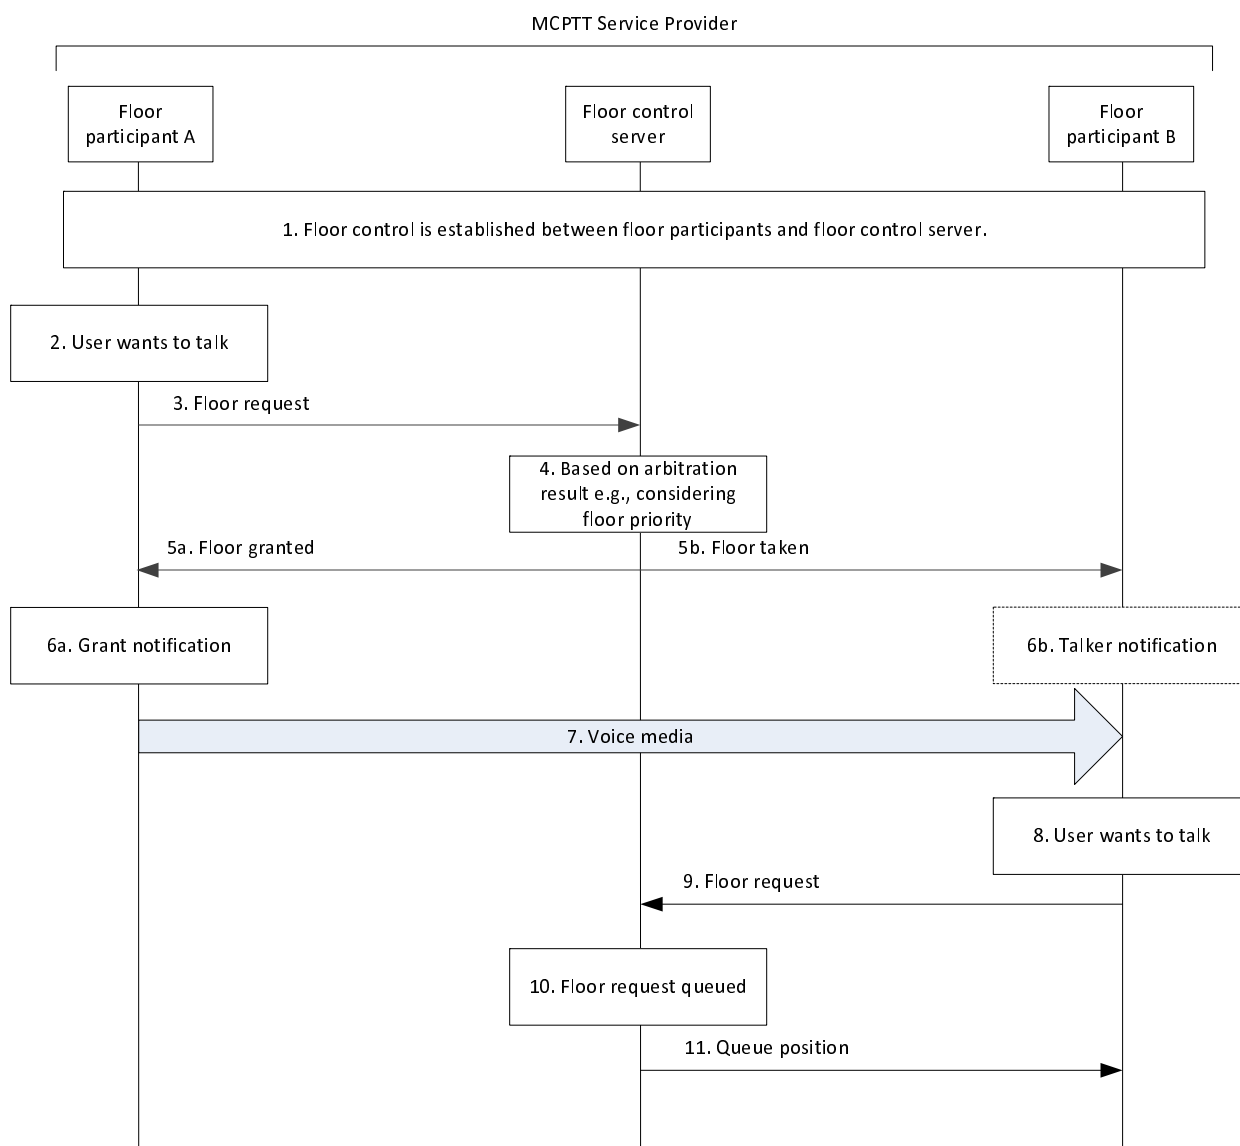 MCPTT Service Provider
Floor
participant A
Floor control
server
Floor
participant B
1. Floor control is established between floor participants and floor control server.
2. User wants to talk
3. Floor request
4. Based on arbitration
result e.g., considering
floor priority
5a. Floor granted
5b. Floor taken
6a. Grant notification
6b. Talker notification
7. Voice media
8. User wants to talk
9. Floor request
10. Floor request queued
11. Queue position